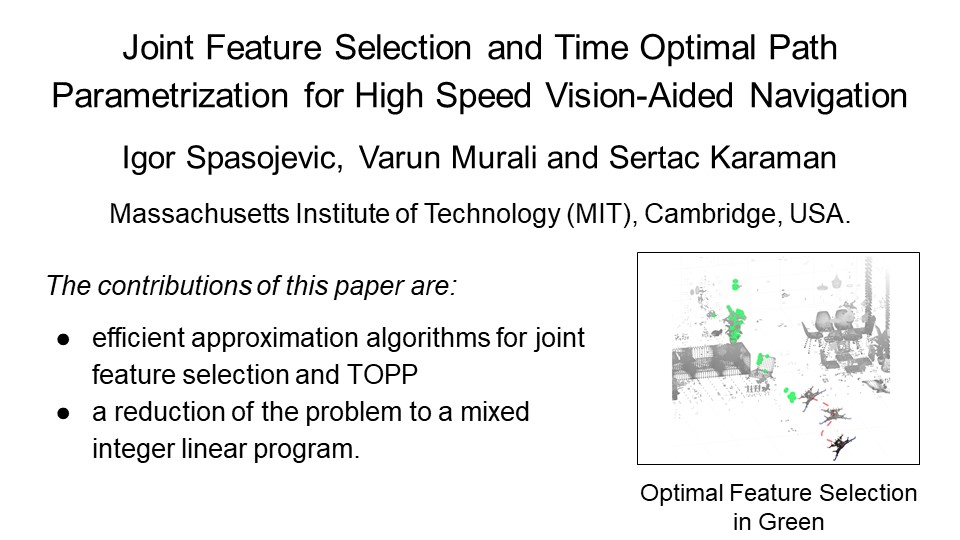 Joint Feature Selection and Time Optimal Path
Parametrization for High Speed Vision-Aided Navigation
Igor Spasojevic, Varun Murali and Sertac Karaman
Massachusetts Institute of Technology (MIT), Cambridge, USA.
The contributions of this paper are:
● efficient approximation algorithms for joint
feature selection and TOPP
● a reduction of the problem to a mixed
integer linear program.
Optimal Feature Selection
in Green